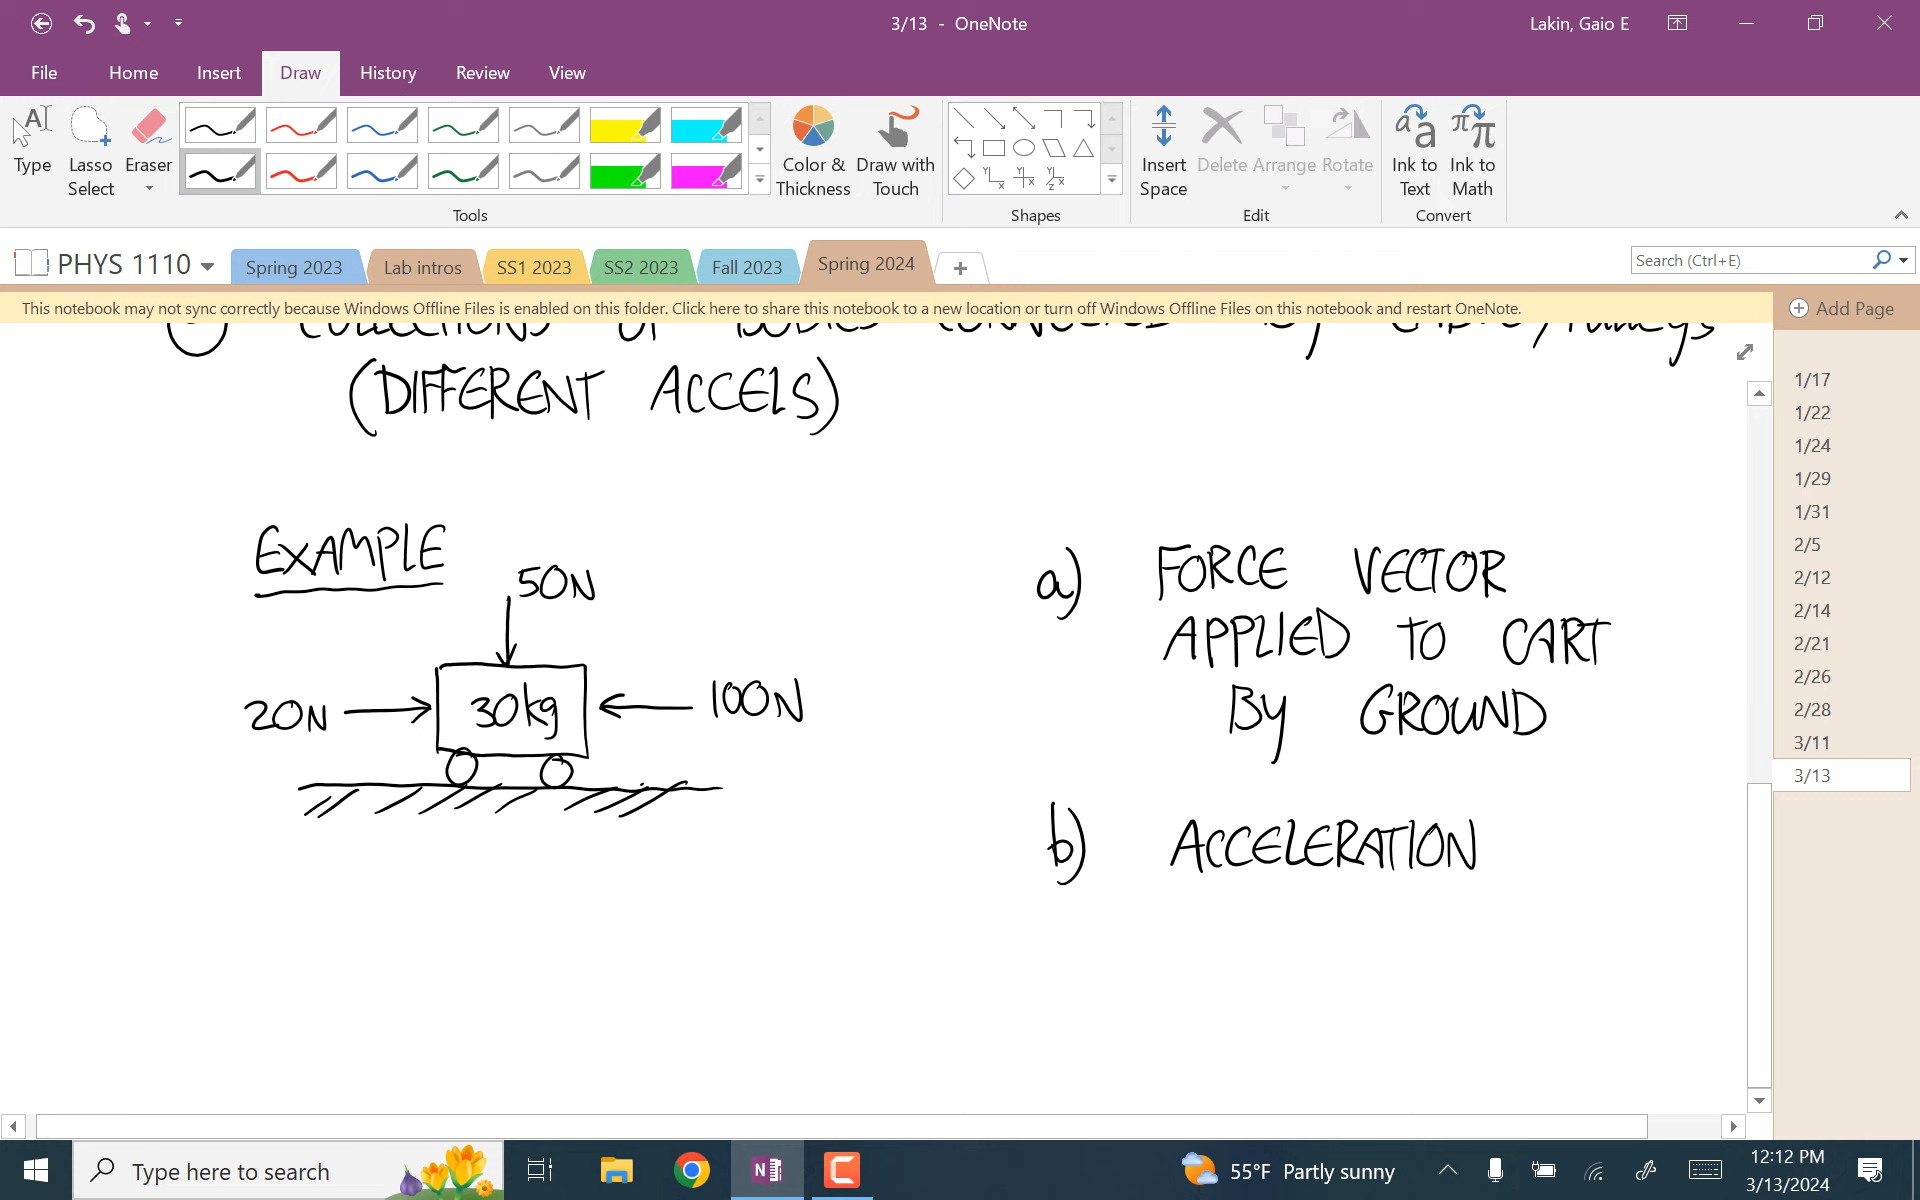 3/13 - OneNote
Lakin, Gaio E
File Home Insert Draw History Review View
Type
Lasso Select
Eraser
Color & Thickness
Draw with Touch
Insert Space
Delete
Arrange
Rotate
Ink to Text
Ink to Math
Tools
Shapes
Edit
Convert
PHYS 1110
Spring 2023
Lab intros
SS1 2023
SS2 2023
Fall 2023
Spring 2024
Search (Ctrl+E)
This notebook may not sync correctly because Windows Offline Files is enabled on this folder. Click here to share this notebook to a new location or turn off Windows Offline Files on this notebook and restart OneNote.
Add Page
1/17
1/22
1/24
1/29
1/31
2/5
2/12
2/14
2/21
2/26
2/28
3/11
3/13
(DIFFERENT ACCELS)
EXAMPLE
50N
20N
30kg
100N
a) FORCE VECTOR
APPLIED TO CART
By GROUND
b) ACCELERATION
Type here to search
55°F Partly sunny
12:12 PM
3/13/2024